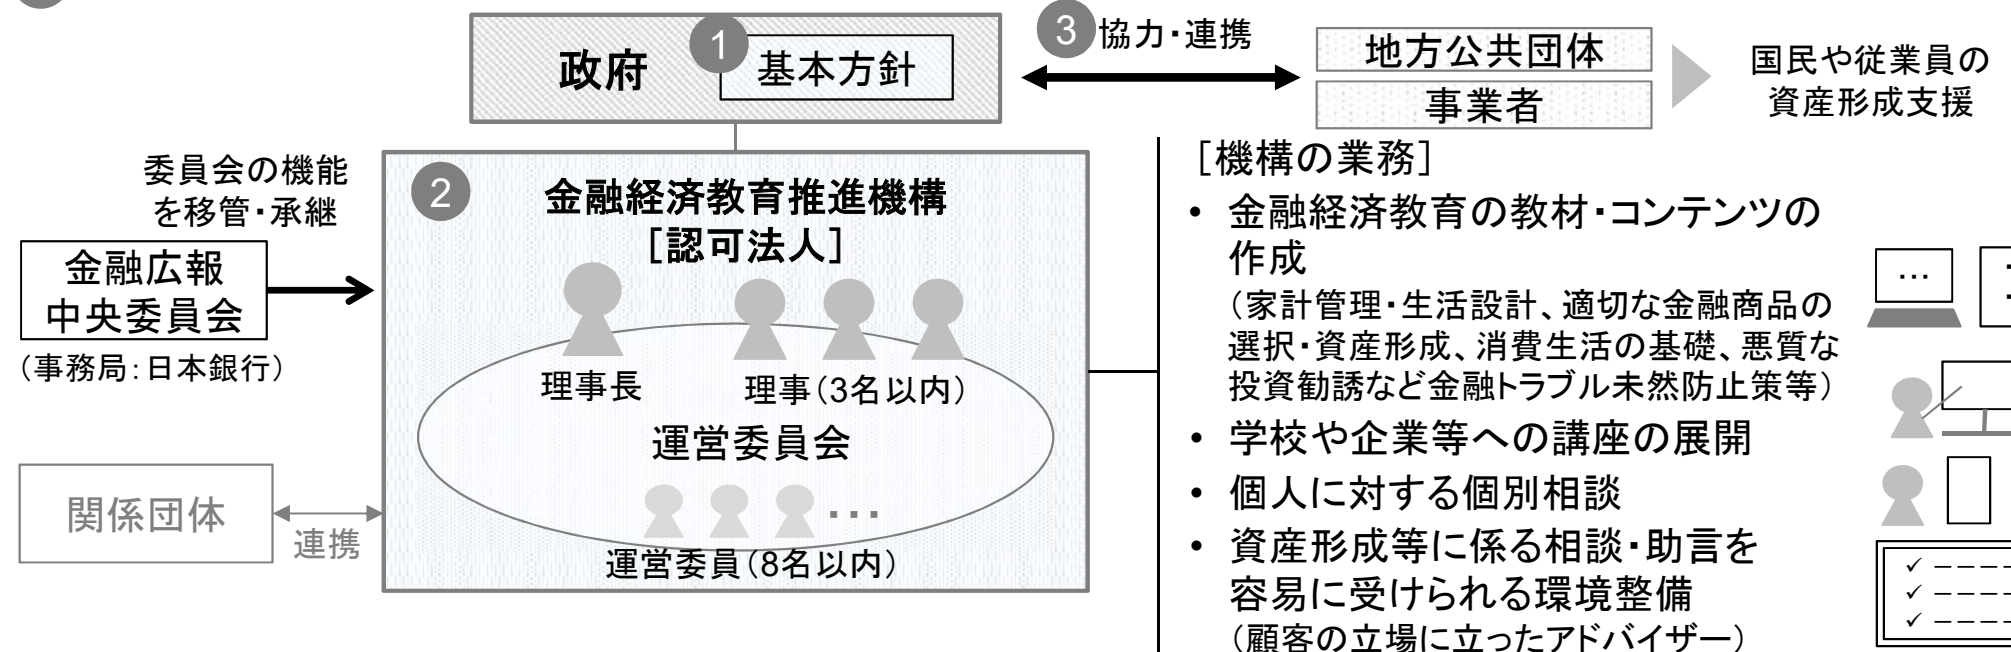 政府
1
基本方針
3
協力・連携
地方公共団体
事業者
国民や従業員の
資産形成支援
委員会の機能
を移管・承継
金融広報
中央委員会
（事務局：日本銀行）
関係団体
連携
2
金融経済教育推進機構
［認可法人］
理事長
理事（3名以内）
運営委員会
…
運営委員（8名以内）
［機構の業務］
• 金融経済教育の教材・コンテンツの
作成
（家計管理・生活設計、適切な金融商品の
選択・資産形成、消費生活の基礎、悪質な
投資勧誘など金融トラブル未然防止策等）
• 学校や企業等への講座の展開
• 個人に対する個別相談
• 資産形成等に係る相談・助言を
容易に受けられる環境整備
（顧客の立場に立ったアドバイザー）
…
✓ ----
✓ ----
✓ ----